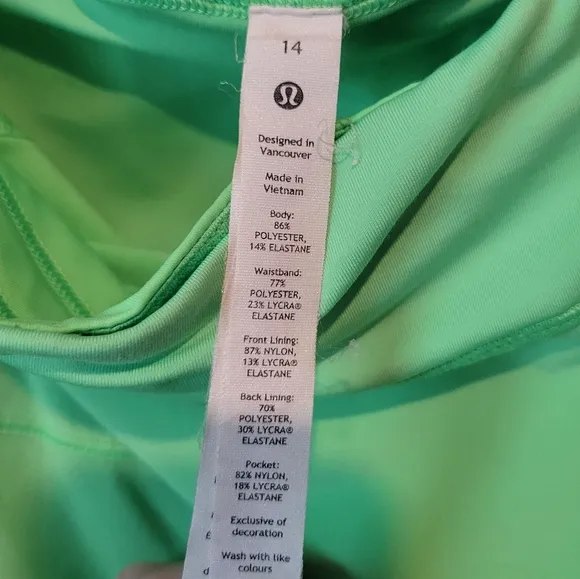 14
Designed in
Vancouver
Made in
Vietnam
Body:
86%
POLYESTER,
14% ELASTANE
Waistband:
77%
POLYESTER,
23% LYCRA®
ELASTANE
Front Lining:
87% NYLON,
13% LYCRA®
ELASTANE
Back Lining:
70%
POLYESTER,
30% LYCRA®
ELASTANE
Pocket:
82% NYLON,
18% LYCRA®
ELASTANE
Exclusive of
decoration
Wash with like
colours